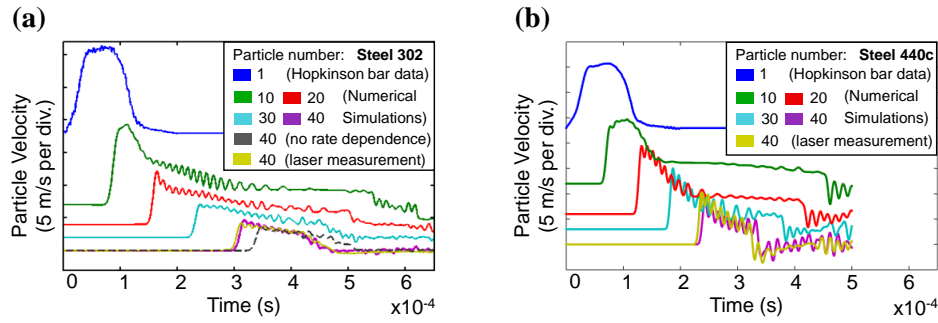 (a)
Particle number: Steel 302
1 (Hopkinson bar data)
10 20 (Numerical
30 40 Simulations)
40 (no rate dependence)
40 (laser measurement)
Particle Velocity
(5 m/s per div.)
0 1 2 3 4 5 6
Time (s) x10-4
(b)
Particle number: Steel 440c
1 (Hopkinson bar data)
10 20 (Numerical
30 40 Simulations)
40 (laser measurement)
Particle Velocity
(5 m/s per div.)
0 1 2 3 4 5 6
Time (s) x10-4